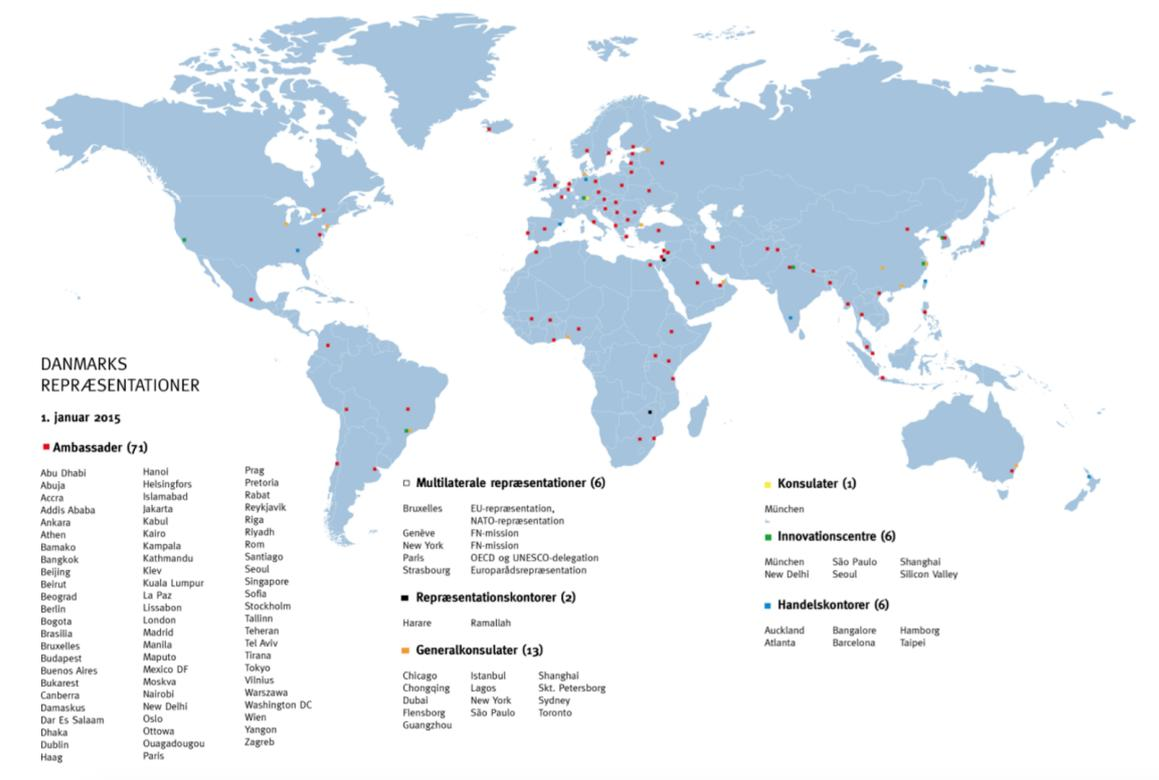 DANMARKS
REPRÆSENTATIONER
1. januar 2015
Ambassader (71)
Abu Dhabi
Abuja
Accra
Addis Ababa
Ankara
Athen
Bamako
Bangkok
Beijing
Beirut
Beograd
Berlin
Bogota
Brasilia
Bruxelles
Budapest
Buenos Aires
Bukarest
Canberra
Damaskus
Dar Es Salaam
Dhaka
Dublin
Haag
Hanoi
Helsingfors
Islamabad
Jakarta
Kabul
Kairo
Kampala
Kathmandu
Kiev
Kuala Lumpur
La Paz
Lissabon
London
Madrid
Manila
Maputo
Mexico DF
Moskva
Nairobi
New Delhi
Oslo
Ottowa
Ouagadougou
Paris
Prag
Pretoria
Rabat
Reykjavik
Riga
Riyadh
Rom
Santiago
Seoul
Singapore
Sofia
Stockholm
Tallinn
Teheran
Tel Aviv
Tirana
Tokyo
Vilnius
Warszawa
Washington DC
Wien
Yangon
Zagreb
Multilaterale repræsentationer (6)
Bruxelles EU-repræsentation,
NATO-repræsentation
Genève FN-mission
New York FN-mission
Paris OECD og UNESCO-delegation
Strasbourg Europarådsrepræsentation
Repræsentationskontorer (2)
Harare Ramallah
Generalkonsulater (13)
Chicago Istanbul Shanghai
Chongqing Lagos Skt. Petersborg
Dubai New York Sydney
Flensborg São Paulo Toronto
Guangzhou
Konsulater (1)
München
Innovationscentre (6)
München São Paulo Shanghai
New Delhi Seoul Silicon Valley
Handelskontorer (6)
Auckland Bangalore Hamborg
Atlanta Barcelona Taipei